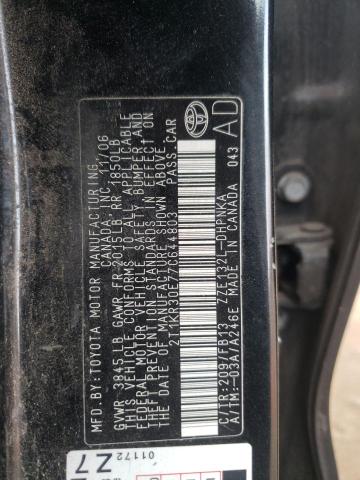 MFD.BY:TOYOTA MOTOR MANUFACTURING,
CANADA, INC. 11/06
GVWR 3845LB GAWR FR 2015LB RR 1850LB
THIS VEHICLE CONFORMS TO ALL APPLICABLE
FEDERAL MOTOR VEHICLE SAFETY, BUMPER, AND
THEFT PREVENTION STANDARDS IN EFFECT ON
THE DATE OF MANUFACTURE SHOWN ABOVE.
2T1KR30E77C644803 PASS.CAR
C/TR:209/FB13 ZZE132L-DHPNKA
A/TM:-03A/A246E MADE IN CANADA 043
AD
01172
Z7